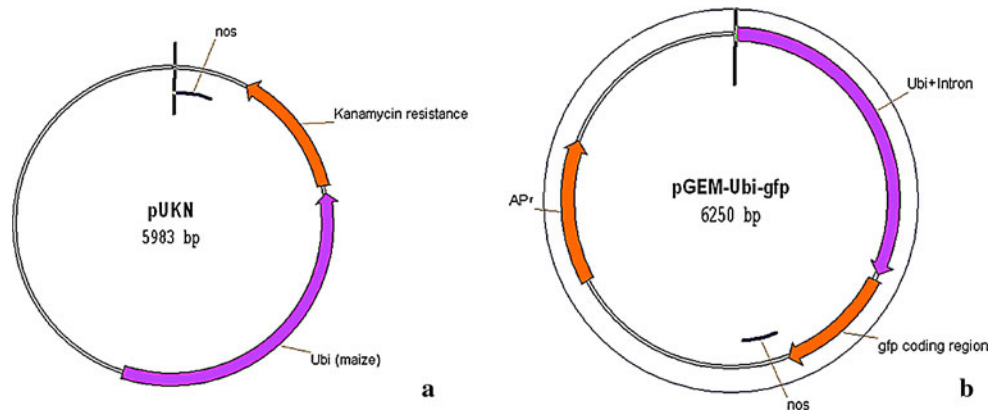 nos
Kanamycin resistance
pUKN
5983 bp
Ubi (maize)
a
Ubi+Intron
pGEM-Ubi-gfp
6250 bp
APr
gfp coding region
nos
b